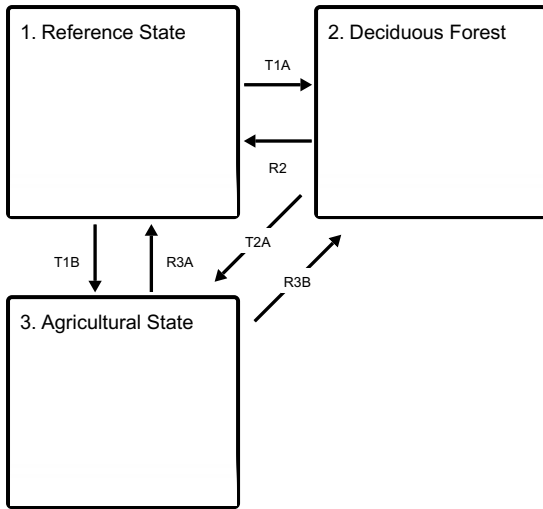 1. Reference State
2. Deciduous Forest
T1A
R2
T2A
T1B
R3A
R3B
3. Agricultural State